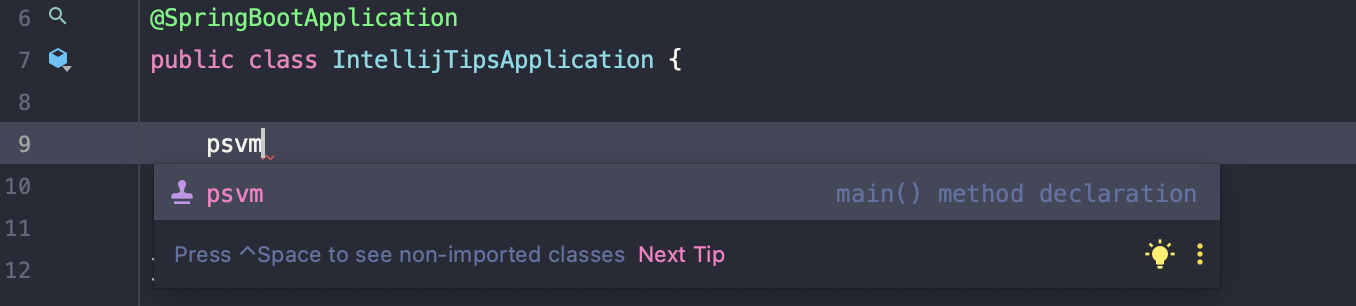 6 @SpringBootApplication
7 public class IntellijTipsApplication {
8
9 psvm
psvm main() method declaration
10
11 Press ^Space to see non-imported classes Next Tip
12